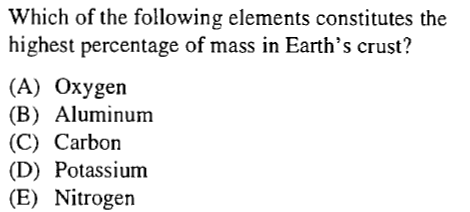 Which of the following elements constitutes the
highest percentage of mass in Earth's crust?
(A) Oxygen
(B) Aluminum
(C) Carbon
(D) Potassium
(E) Nitrogen